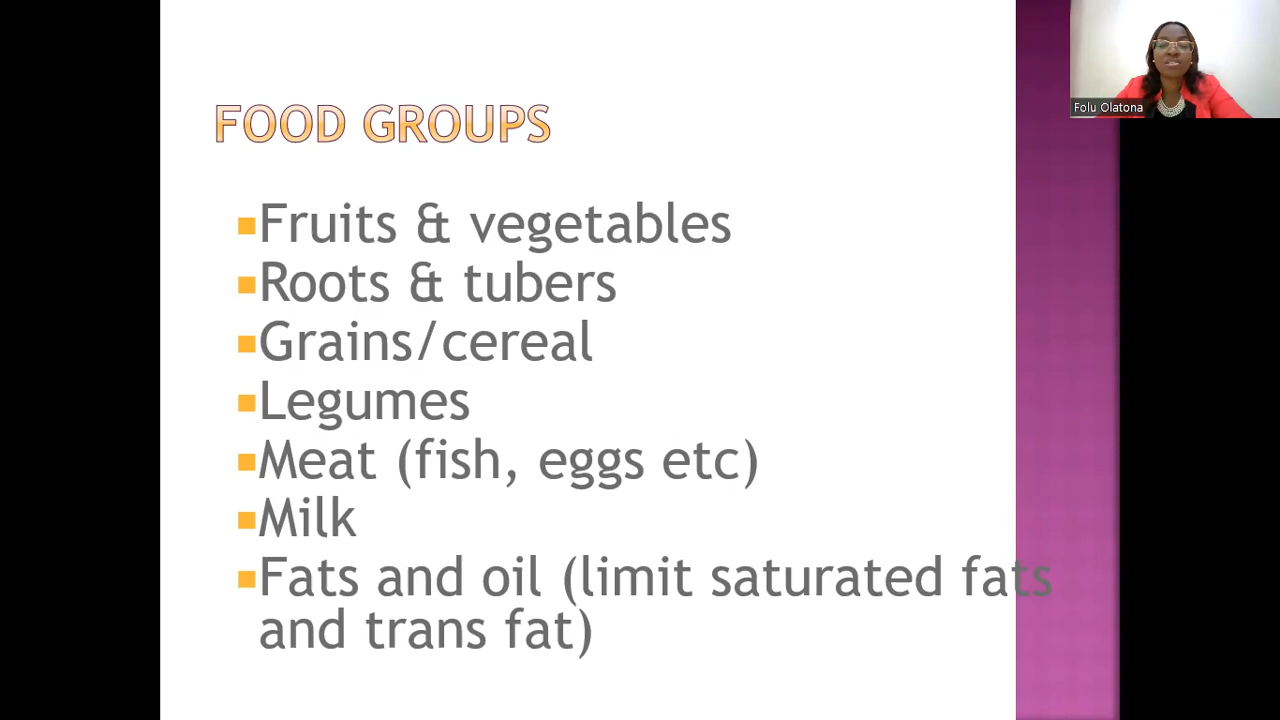 FOOD GROUPS
Fruits & vegetables
Roots & tubers
Grains/cereal
Legumes
Meat (fish, eggs etc)
Milk
Fats and oil (limit saturated fats
and trans fat)
Folu Olatona